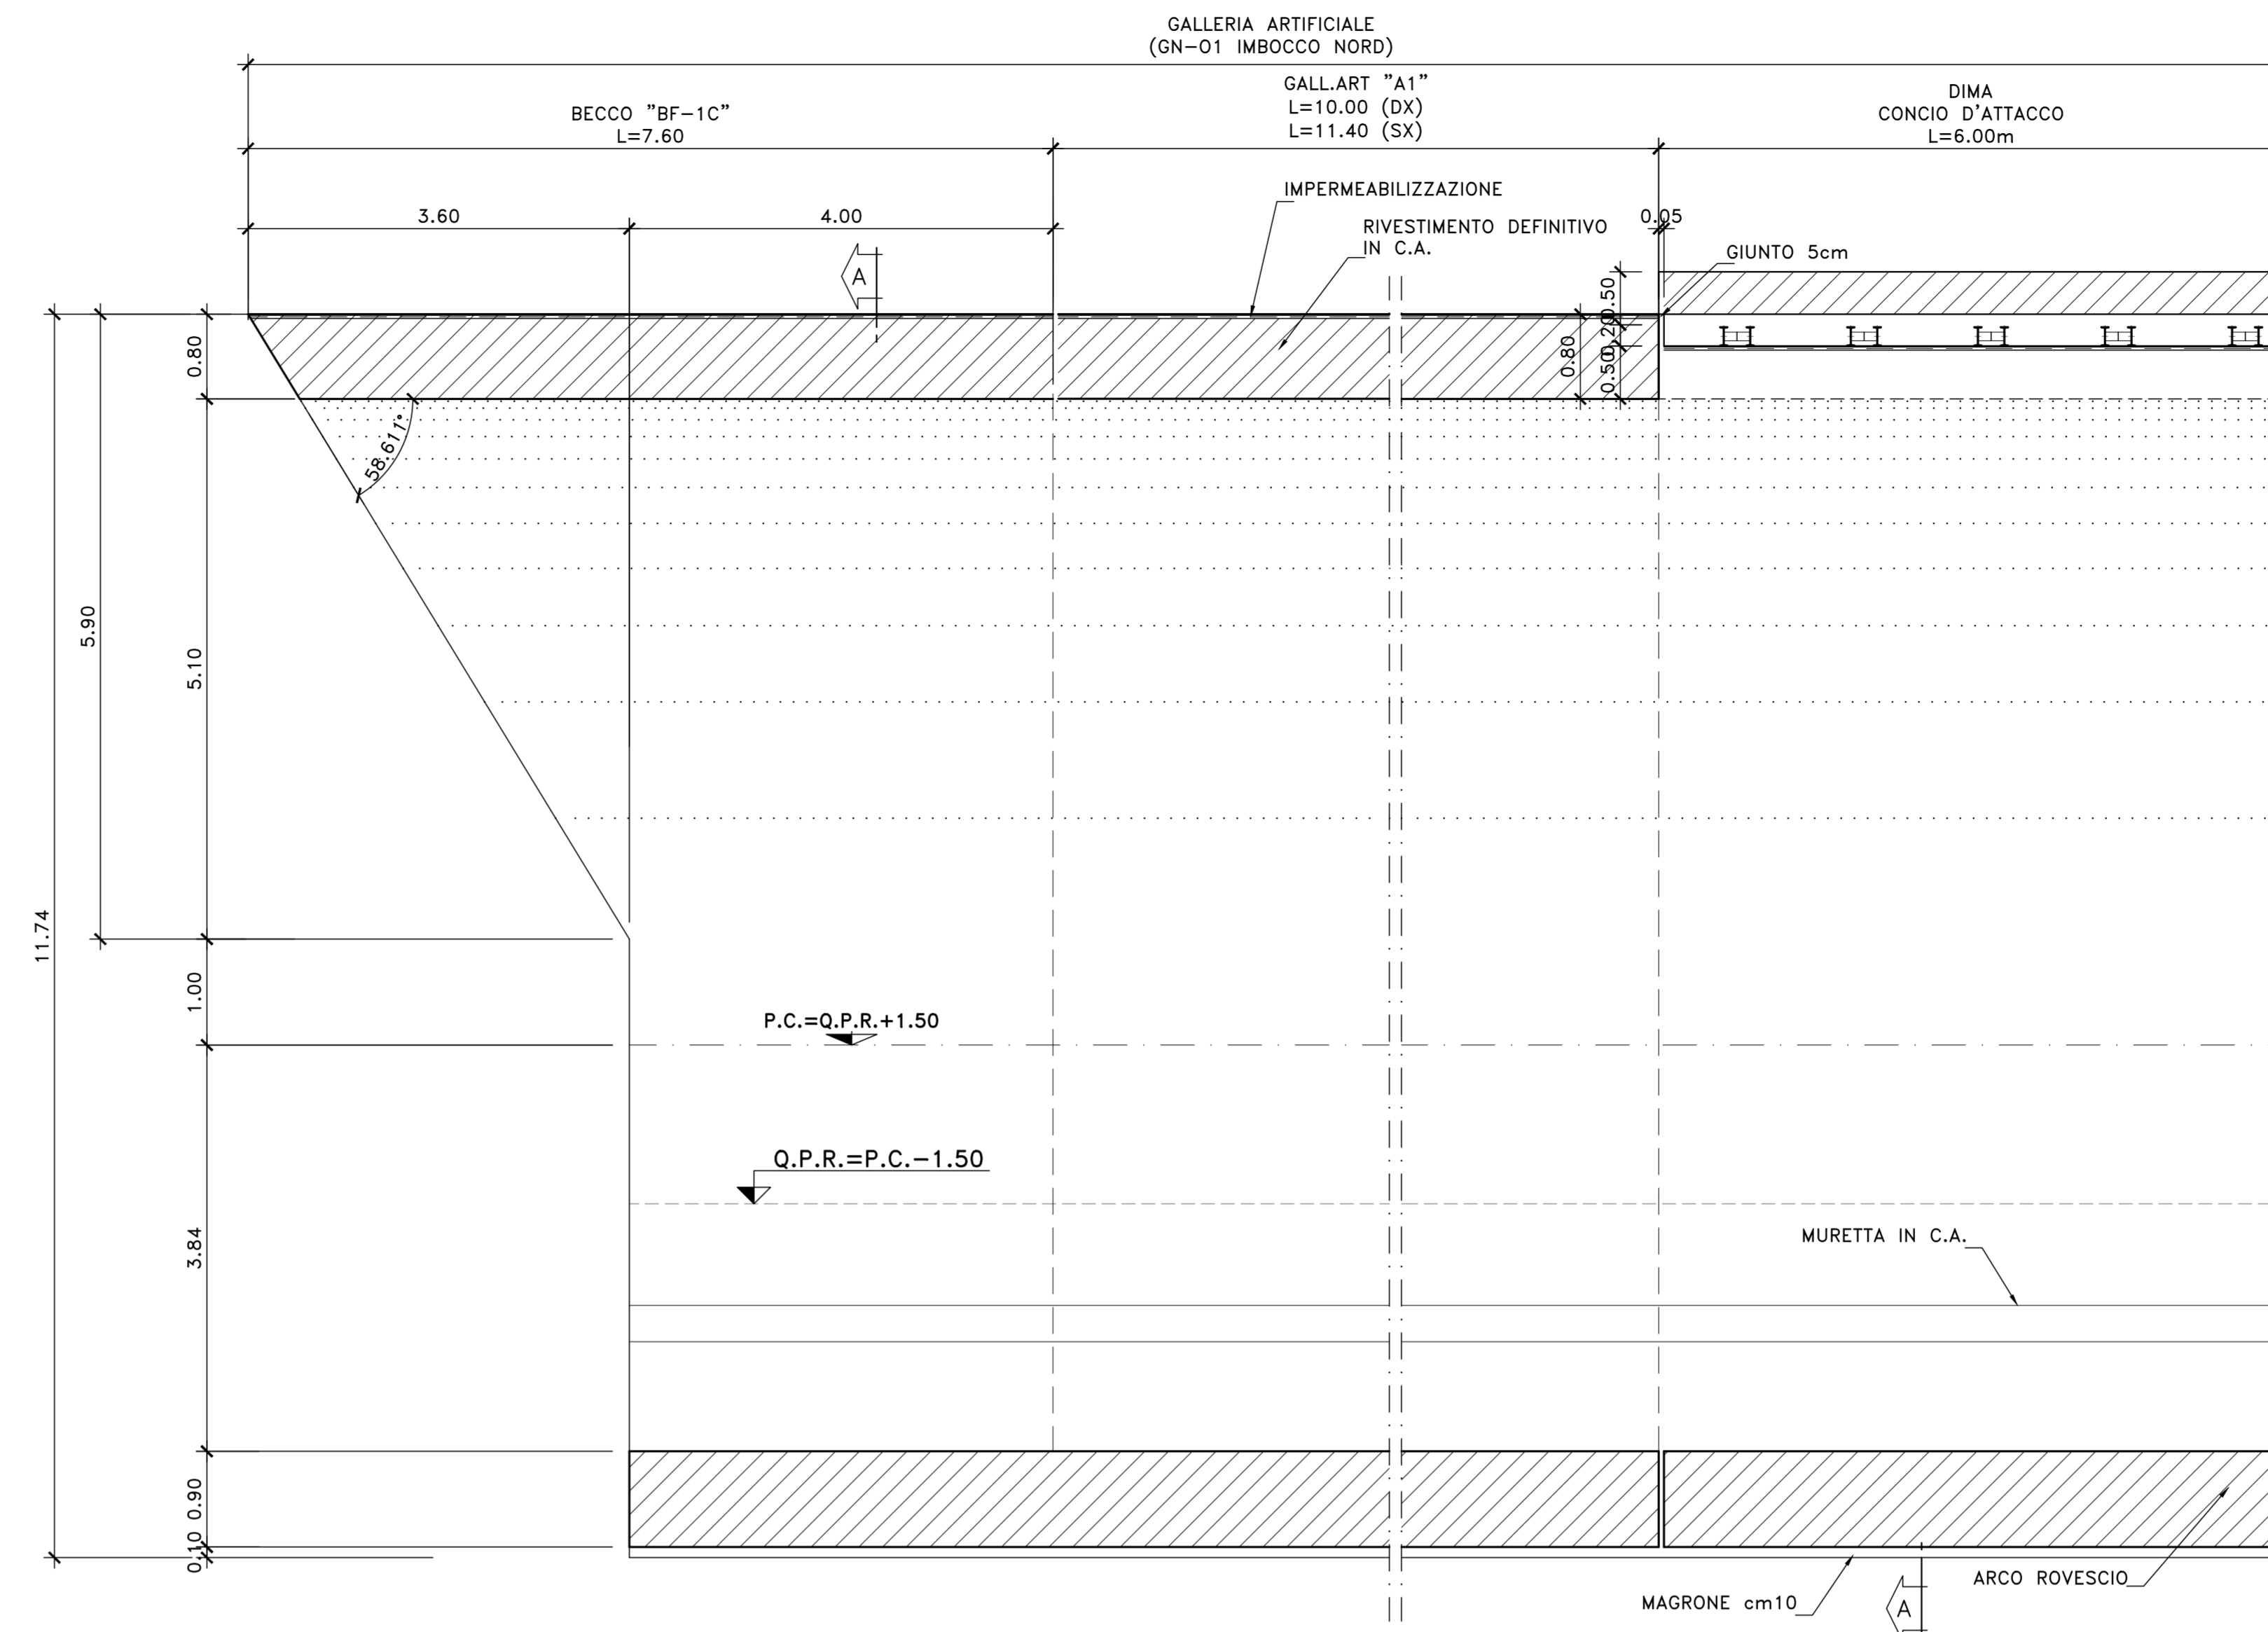 GALLERIA ARTIFICIALE
(GN-01 IMBOCCO NORD)
GALL.ART "A1"
L=10.00 (DX)
L=11.40 (SX)
DIMA
CONCIO D'ATTACCO
L=6.00m
BECCO "BF-1C"
L=7.60
IMPERMEABILIZZAZIONE
3.60
4.00
0.05
RIVESTIMENTO DEFINITIVO
IN C.A.
GIUNTO 5cm
A
0.50
0.20
0.50
0.80
0.80
58.611°
5.90
5.10
11.74
1.00
P.C.=Q.P.R.+1.50
Q.P.R.=P.C.-1.50
3.84
MURETTA IN C.A.
0.90
0.10
ARCO ROVESCIO
MAGRONE cm10
A